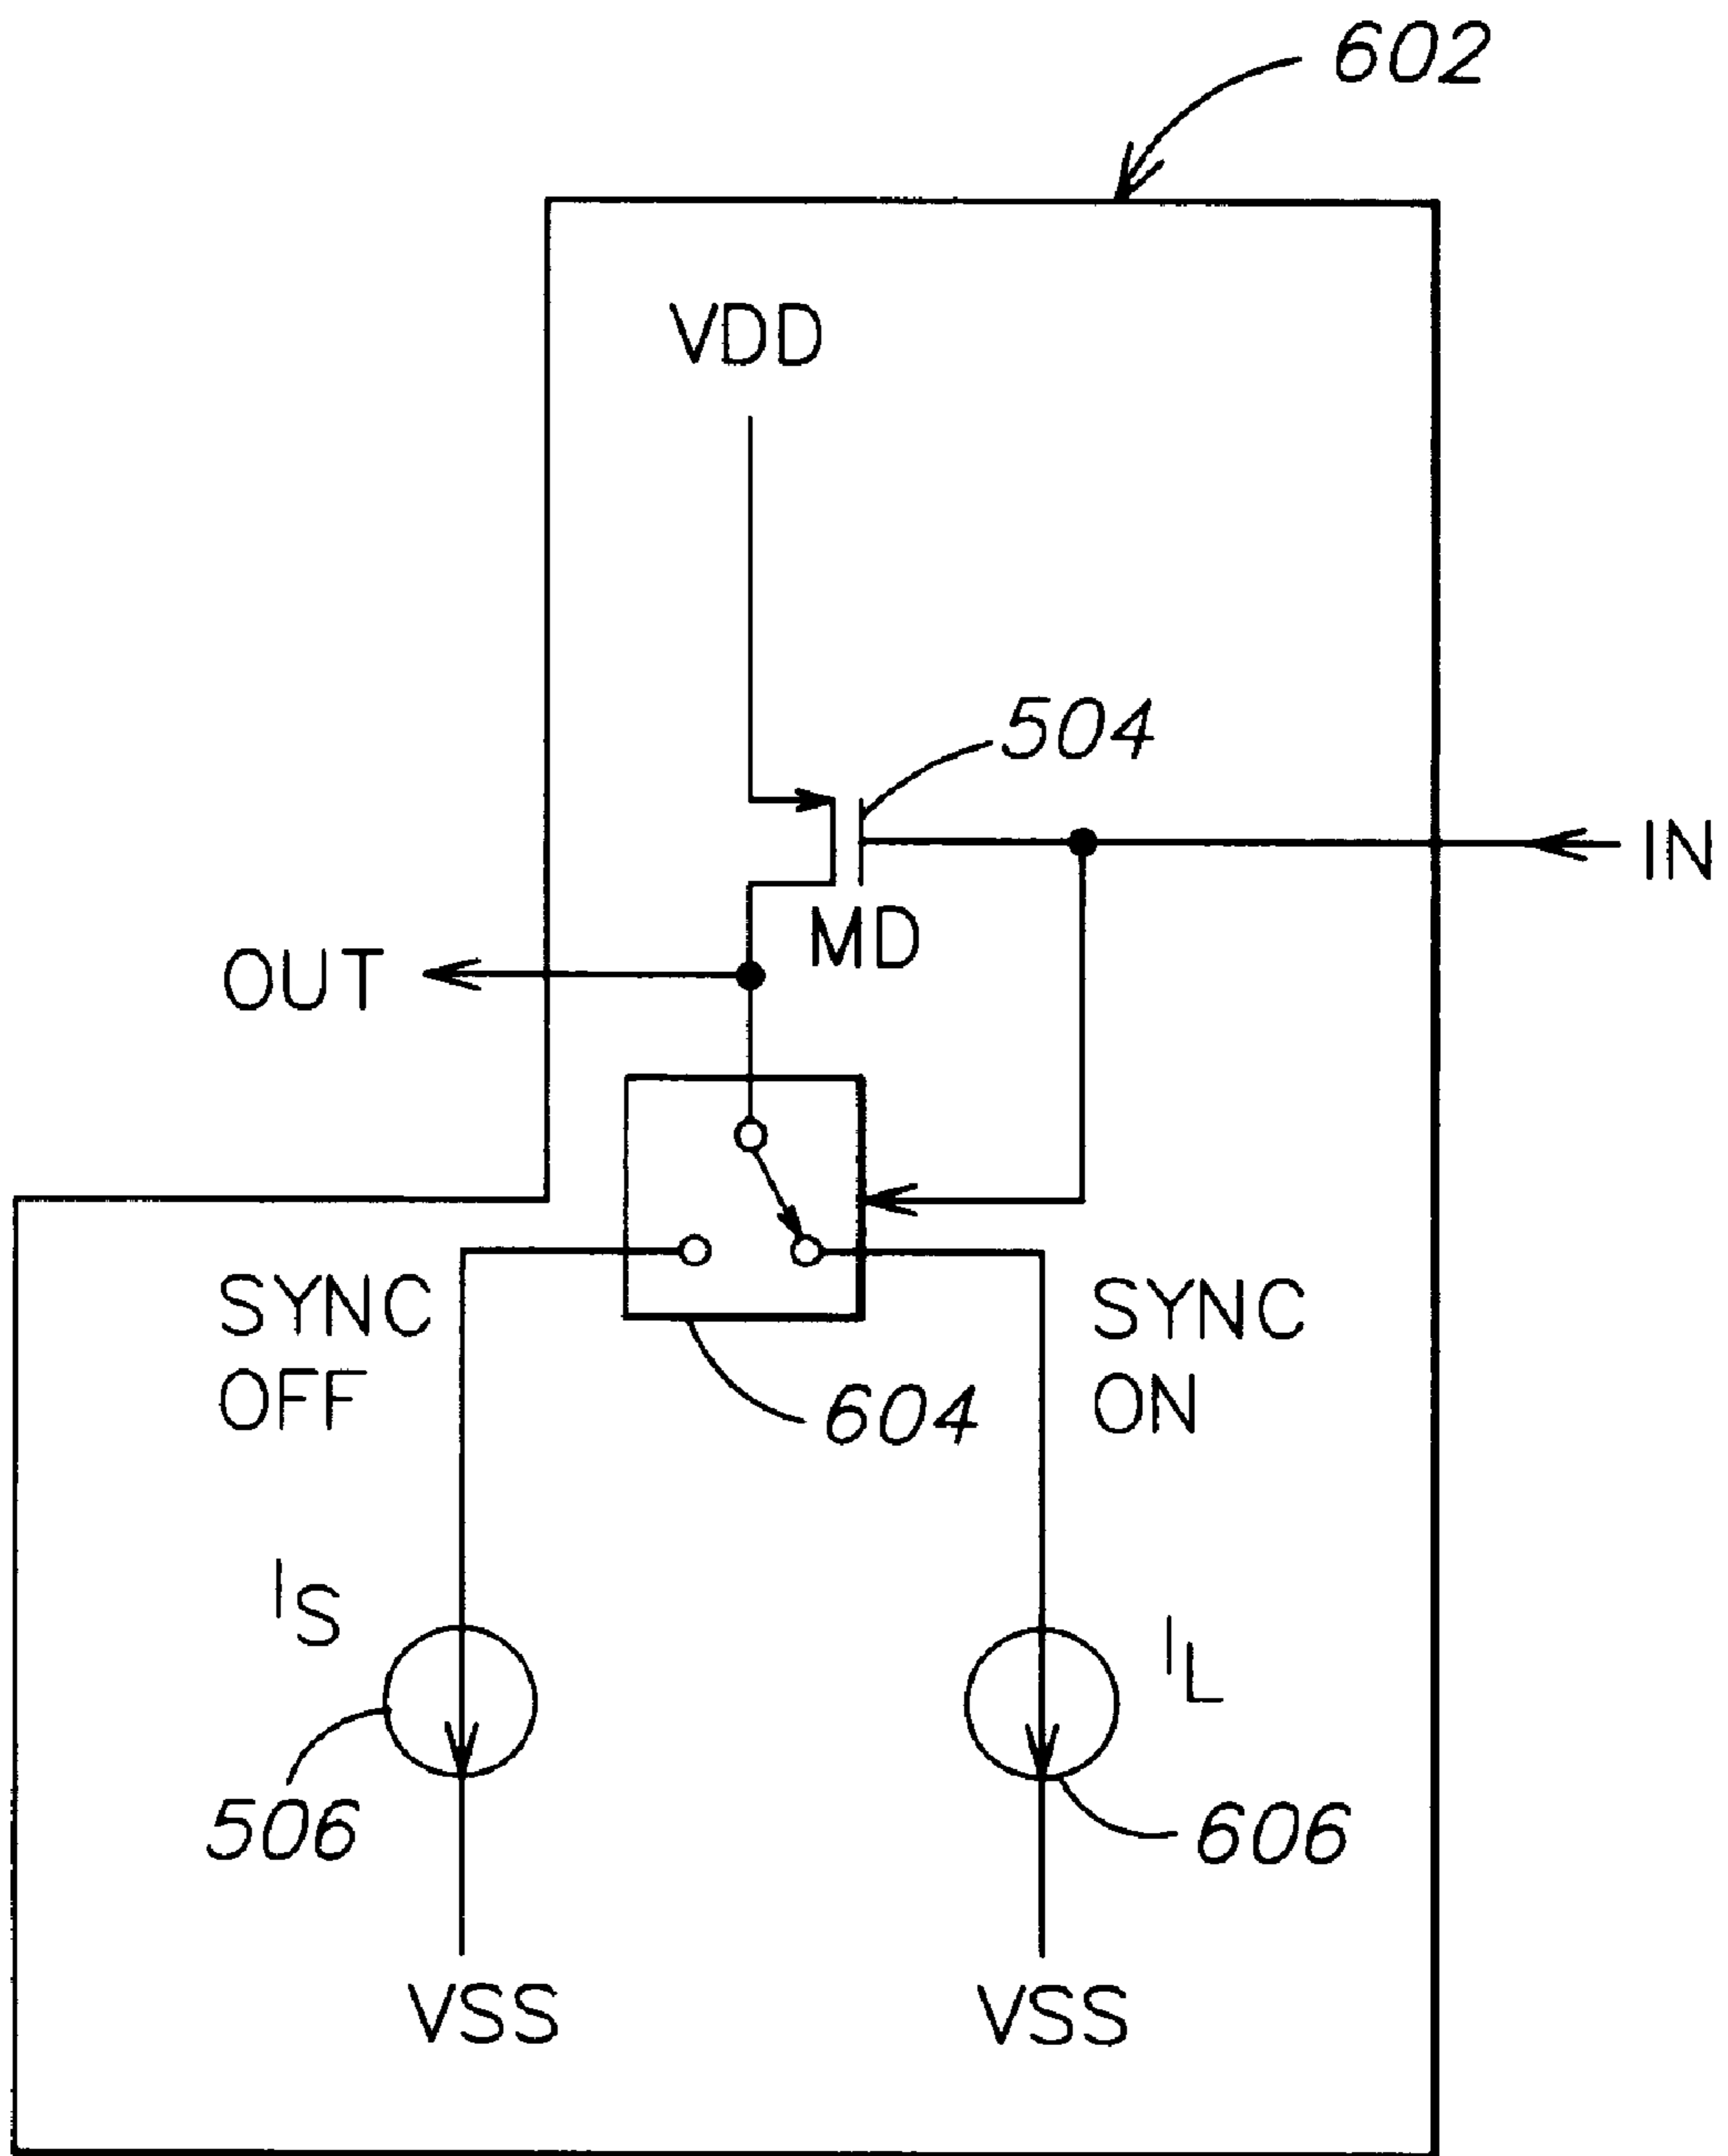 602
VDD
504
IN
MD
OUT
SYNC
OFF
SYNC
ON
604
IS
IL
506
606
VSS
VSS